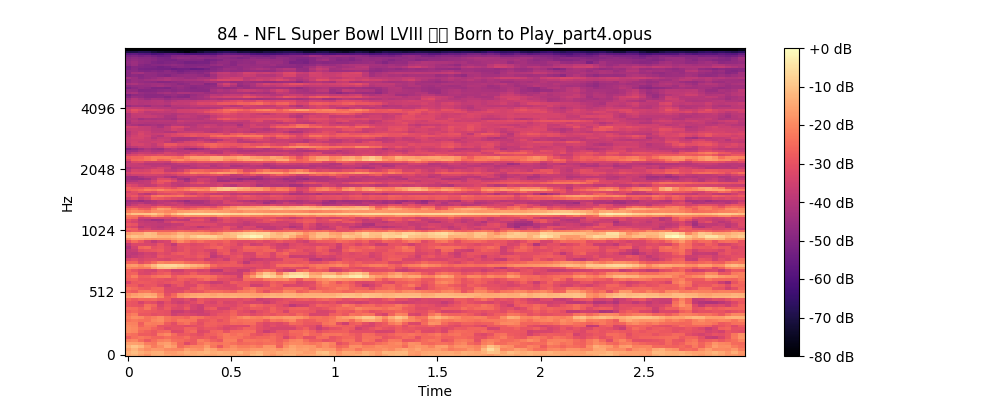 84 - NFL Super Bowl LVIII 㿿㿿 Born to Play_part4.opus
+0 dB
4096
-10 dB
-20 dB
2048
-30 dB
Hz
-40 dB
1024
-50 dB
512
-60 dB
-70 dB
0
-80 dB
0
0.5
1
1.5
2
2.5
Time